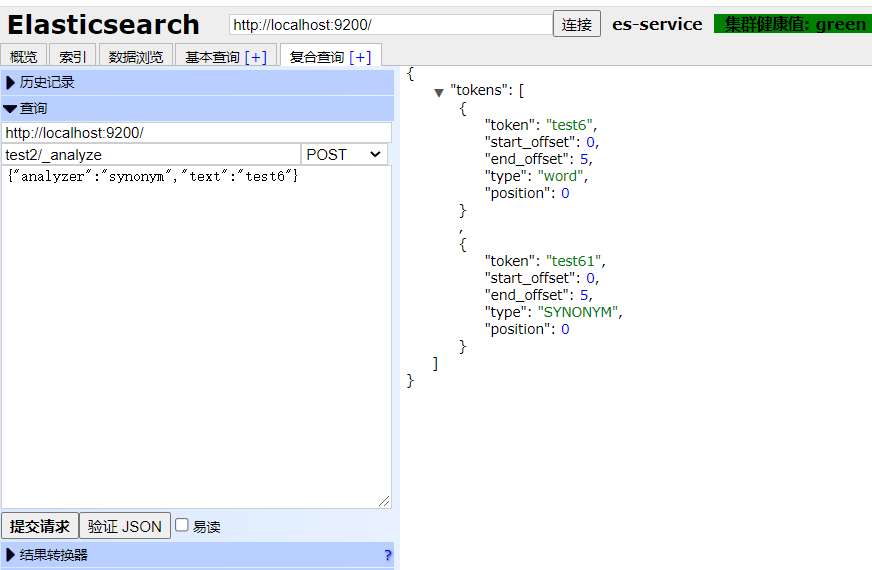 Elasticsearch http://localhost:9200/ 连接 es-service 集群健康值: green
概览 索引 数据浏览 基本查询 [+] 复合查询 [+]
历史记录
查询
http://localhost:9200/
test2/_analyze POST
{"analyzer":"synonym","text":"test6"}
提交请求 验证 JSON 易读
结果转换器 ?
{
"tokens": [
{
"token": "test6",
"start_offset": 0,
"end_offset": 5,
"type": "word",
"position": 0
}
,
{
"token": "test61",
"start_offset": 0,
"end_offset": 5,
"type": "SYNONYM",
"position": 0
}
]
}